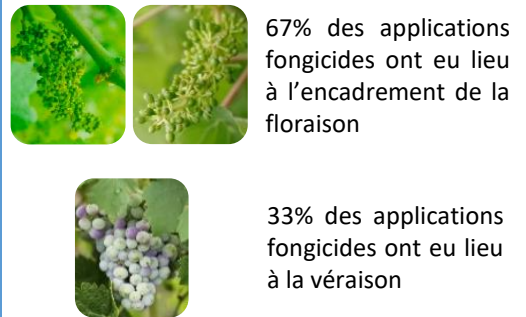 67% des applications
fongicides ont eu lieu
à l’encadrement de la
floraison
33% des applications
fongicides ont eu lieu
à la véraison